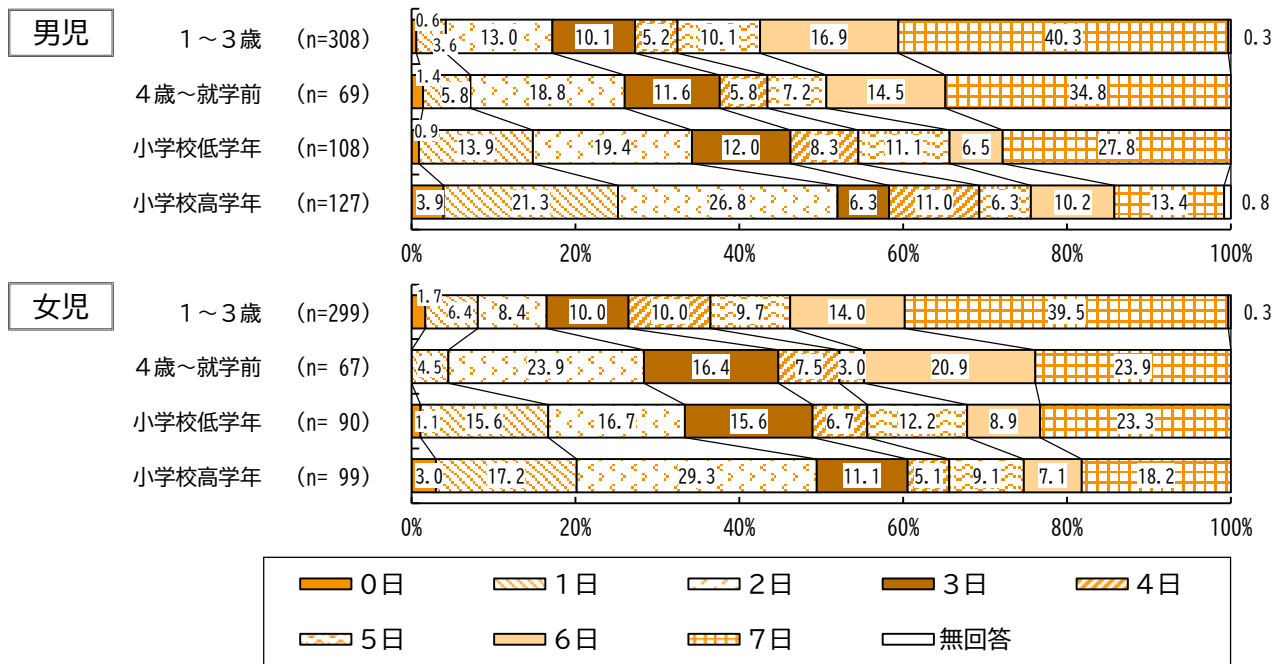 男児
0.6
１～３歳 (n=308) 3.6 13.0 10.1 5.2 10.1 16.9 40.3 0.3
1.4
４歳～就学前 (n= 69) 5.8 18.8 11.6 5.8 7.2 14.5 34.8
0.9
小学校低学年 (n=108) 13.9 19.4 12.0 8.3 11.1 6.5 27.8
小学校高学年 (n=127) 3.9 21.3 26.8 6.3 11.0 6.3 10.2 13.4 0.8
0% 20% 40% 60% 80% 100%
女児
1.7
１～３歳 (n=299) 6.4 8.4 10.0 10.0 9.7 14.0 39.5 0.3
４歳～就学前 (n= 67) 4.5 23.9 16.4 7.5 3.0 20.9 23.9
小学校低学年 (n= 90) 1.1 15.6 16.7 15.6 6.7 12.2 8.9 23.3
小学校高学年 (n= 99) 3.0 17.2 29.3 11.1 5.1 9.1 7.1 18.2
0% 20% 40% 60% 80% 100%
０日 １日 ２日 ３日 ４日
５日 ６日 ７日 無回答